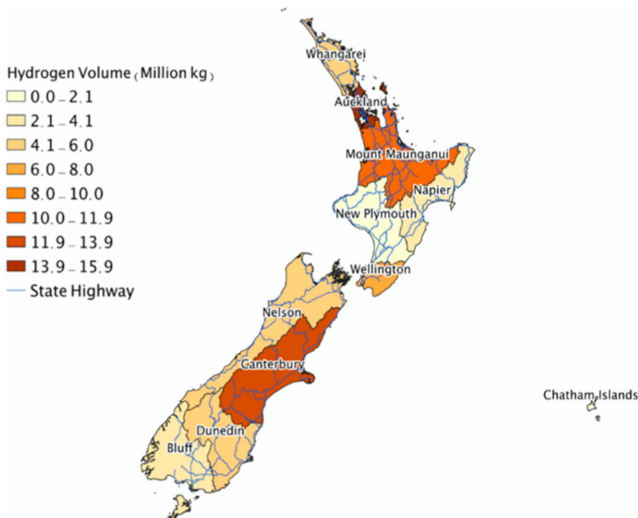 Hydrogen Volume (Million kg)
0.0 – 2.1
2.1 – 4.1
4.1 – 6.0
6.0 – 8.0
8.0 – 10.0
10.0 – 11.9
11.9 – 13.9
13.9 – 15.9
State Highway
Whangarei
Auckland
Mount Maunganui
Napier
New Plymouth
Wellington
Nelson
Canterbury
Chatham Islands
Dunedin
Bluff